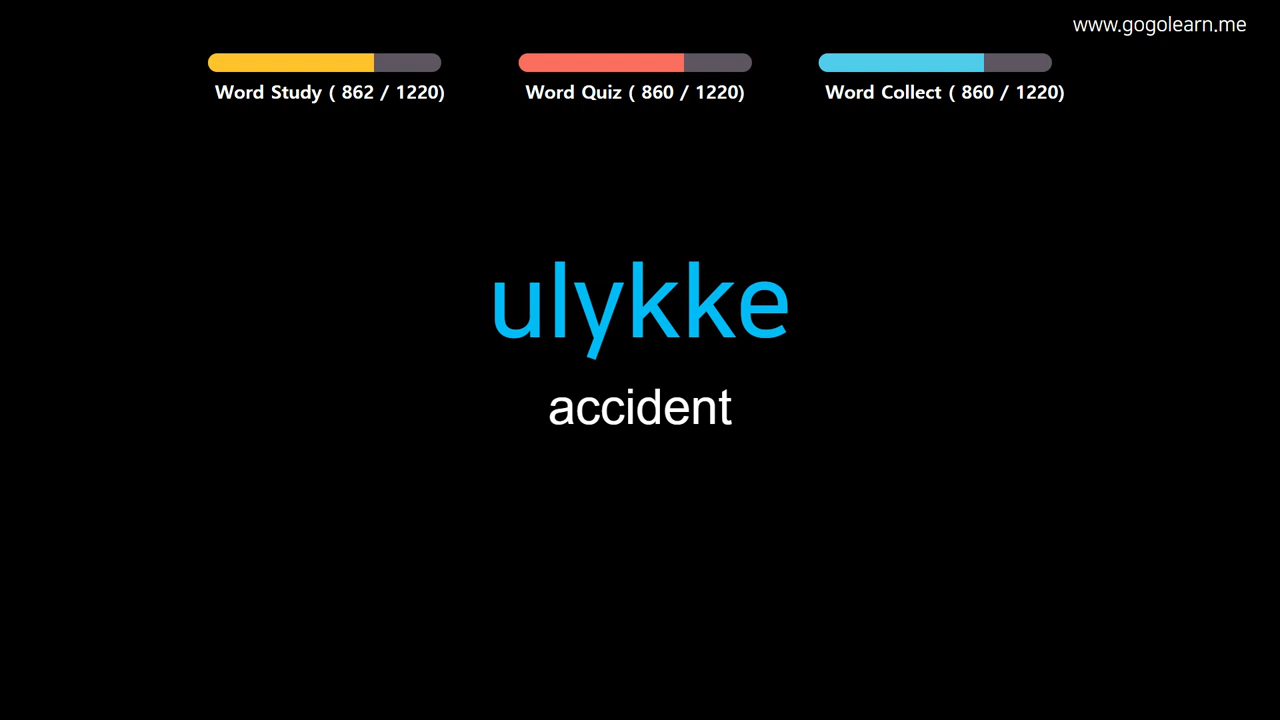 www.gogolearn.me
Word Study ( 862 / 1220)
Word Quiz ( 860 / 1220)
Word Collect ( 860 / 1220)
ulykke
accident